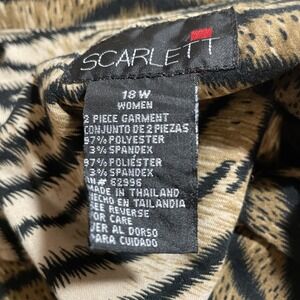 SCARLETT
18 W
WOMEN
2 PIECE GARMENT
CONJUNTO DE 2 PIEZAS
97% POLYESTER
3% SPANDEX
97% POLIÉSTER
3% SPANDEX
RN# 62996
MADE IN THAILAND
HECHO EN TAILANDIA
SEE REVERSE
FOR CARE
VER AL DORSO
PARA CUIDADO